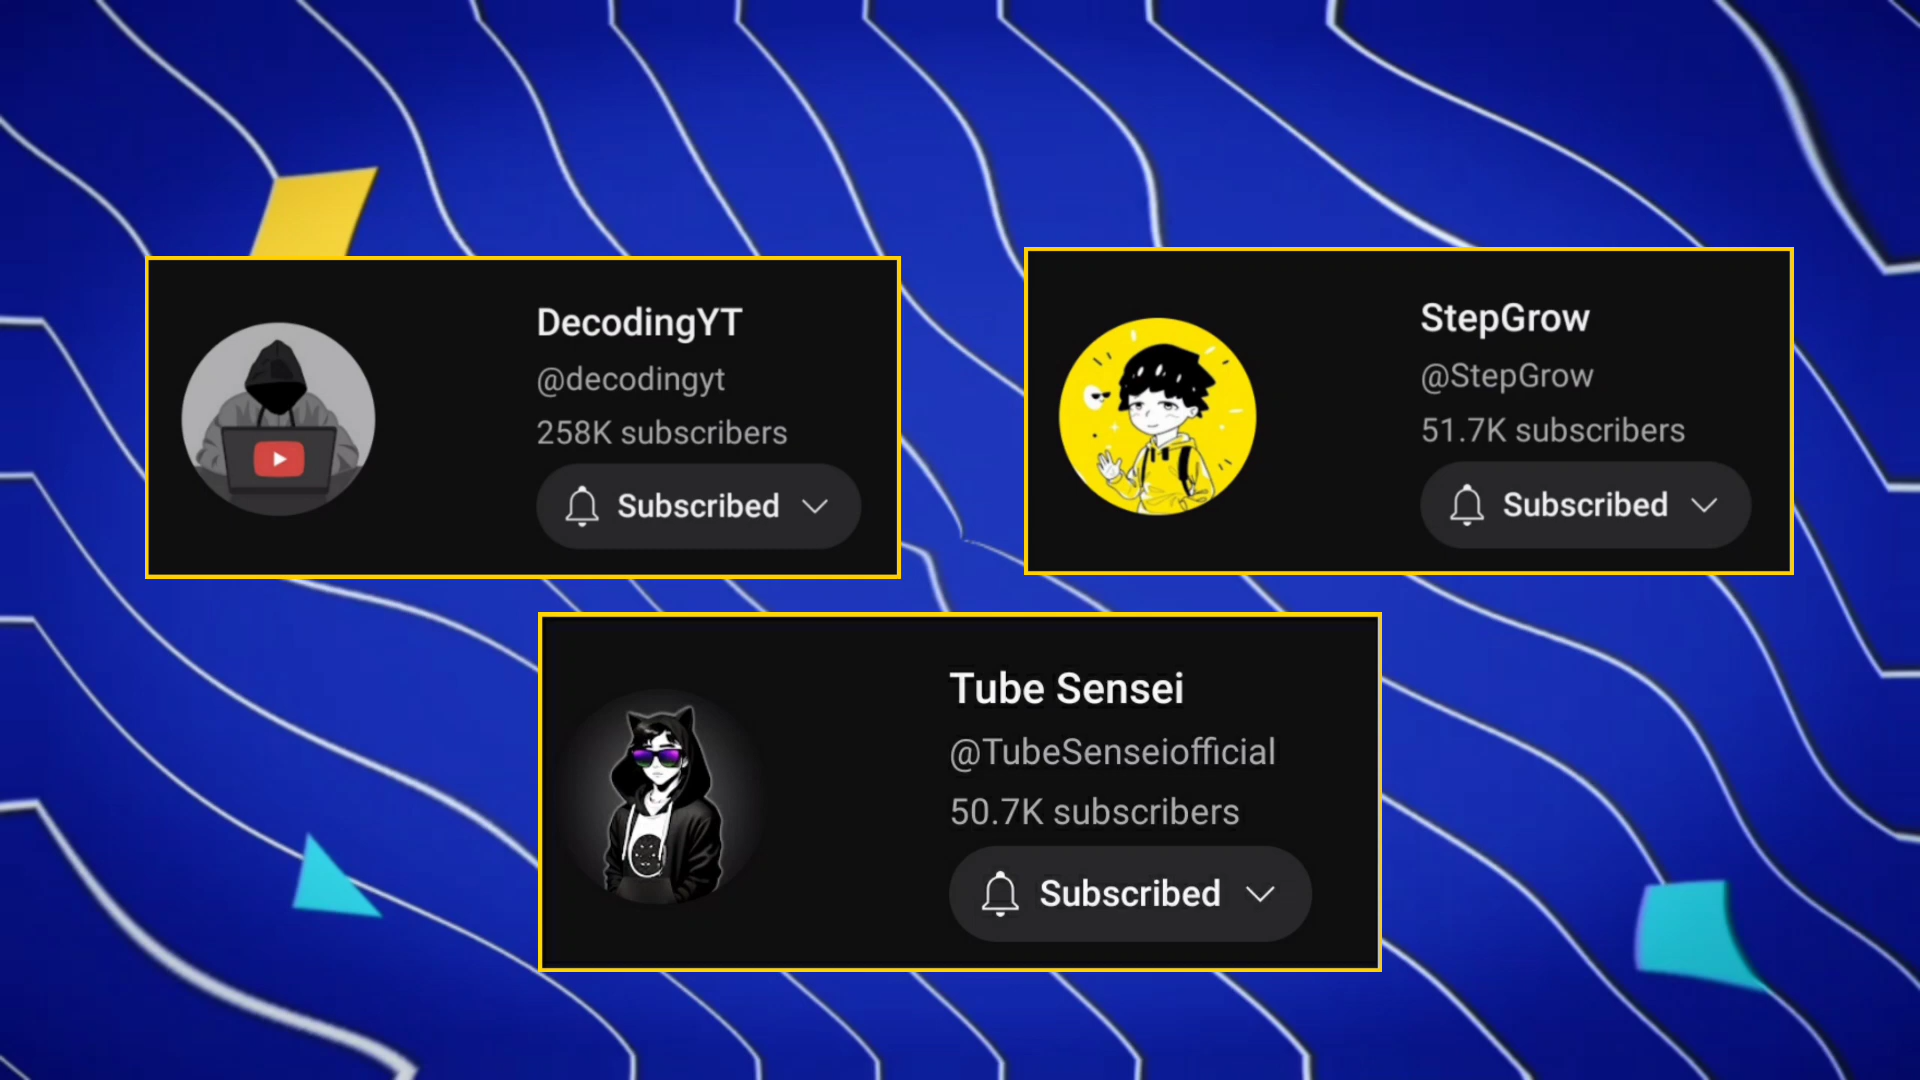 DecodingYT
@decodingyt
258K subscribers
Subscribed
StepGrow
@StepGrow
51.7K subscribers
Subscribed
Tube Sensei
@TubeSenseiofficial
50.7K subscribers
Subscribed